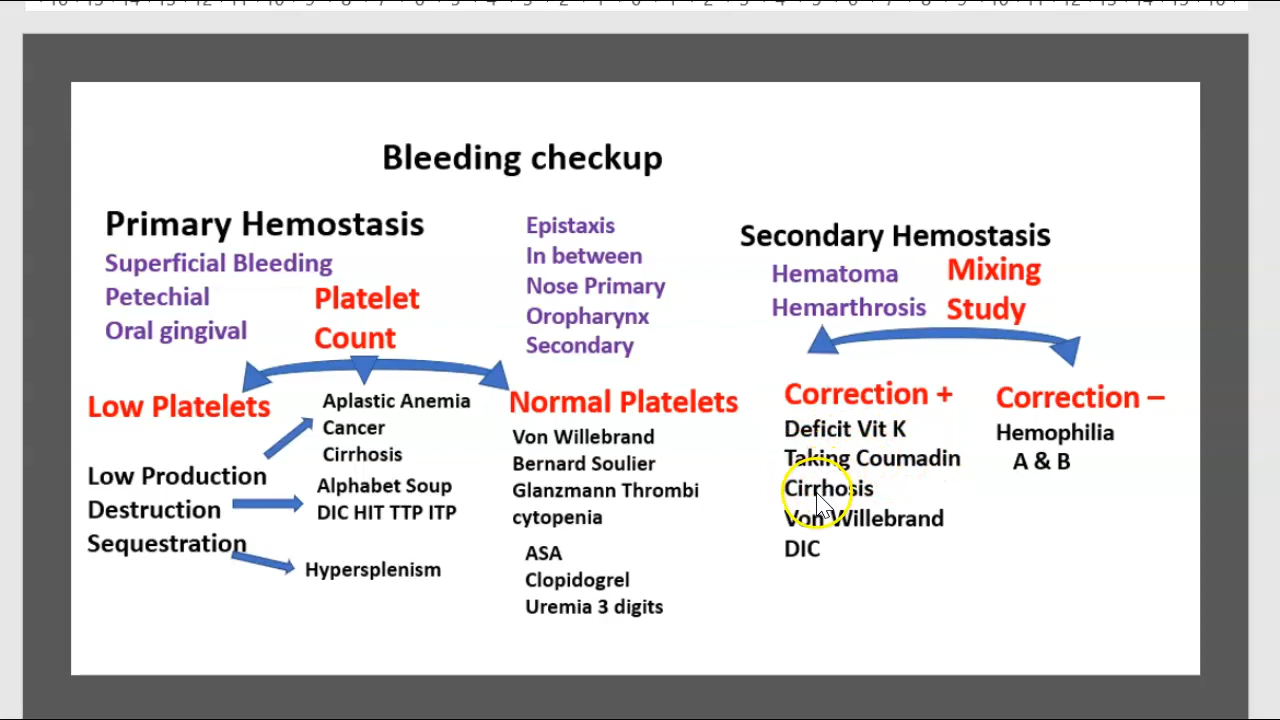 Bleeding checkup
Primary Hemostasis
Superficial Bleeding
Petechial
Oral gingival
Platelet
Count
Low Platelets
Low Production
Destruction
Sequestration
Aplastic Anemia
Cancer
Cirrhosis
Alphabet Soup
DIC HIT TTP ITP
Hypersplenism
Epistaxis
In between
Nose Primary
Oropharynx
Secondary
Normal Platelets
Von Willebrand
Bernard Soulier
Glanzmann Thrombi
cytopenia
ASA
Clopidogrel
Uremia 3 digits
Secondary Hemostasis
Hematoma
Hemarthrosis
Mixing
Study
Correction +
Deficit Vit K
Taking Coumadin
Cirrhosis
Von Willebrand
DIC
Correction –
Hemophilia
A & B